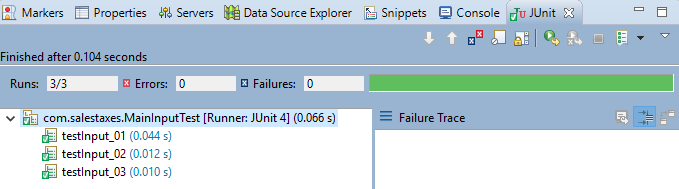 Markers Properties Servers Data Source Explorer Snippets Console JUnit
Finished after 0.104 seconds
Runs: 3/3 Errors: 0 Failures: 0
com.salestaxes.MainInputTest [Runner: JUnit 4] (0.066 s)
Failure Trace
testInput_01 (0.044 s)
testInput_02 (0.012 s)
testInput_03 (0.010 s)